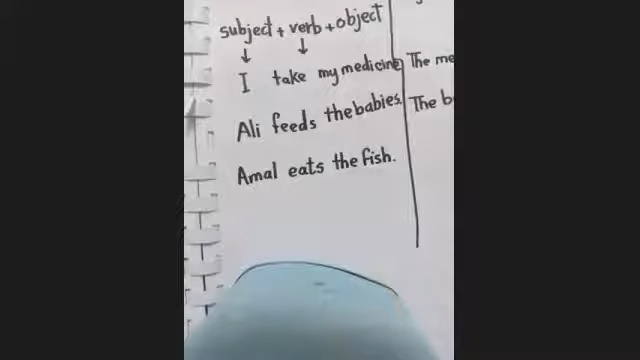 subject + verb + object
I take my medicine The
Ali feeds the babies. The
Amal eats the fish.